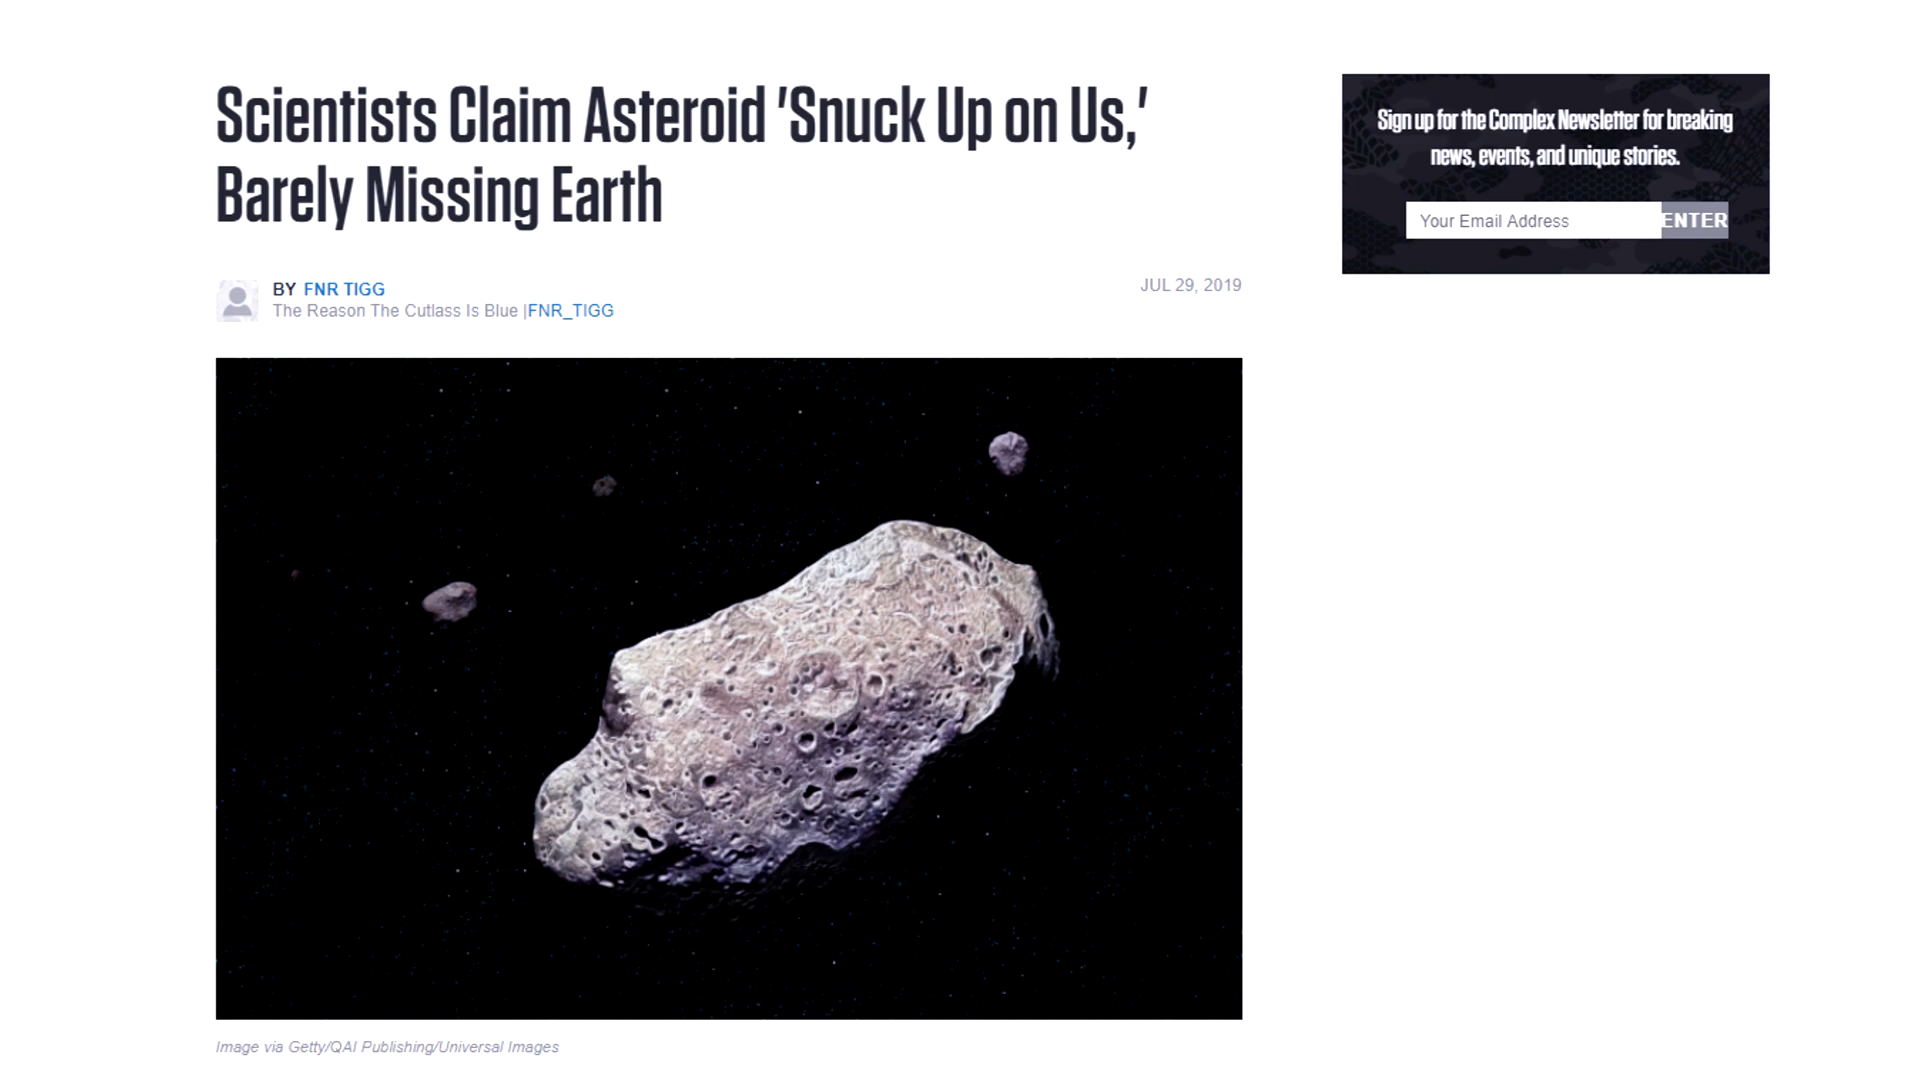 Scientists Claim Asteroid 'Snuck Up on Us,'
Barely Missing Earth
BY FNR TIGG
The Reason The Cutlass Is Blue |FNR_TIGG
JUL 29, 2019
Image via Getty/QAI Publishing/Universal Images
Sign up for the Complex Newsletter for breaking
news, events, and unique stories.
Your Email Address
ENTER